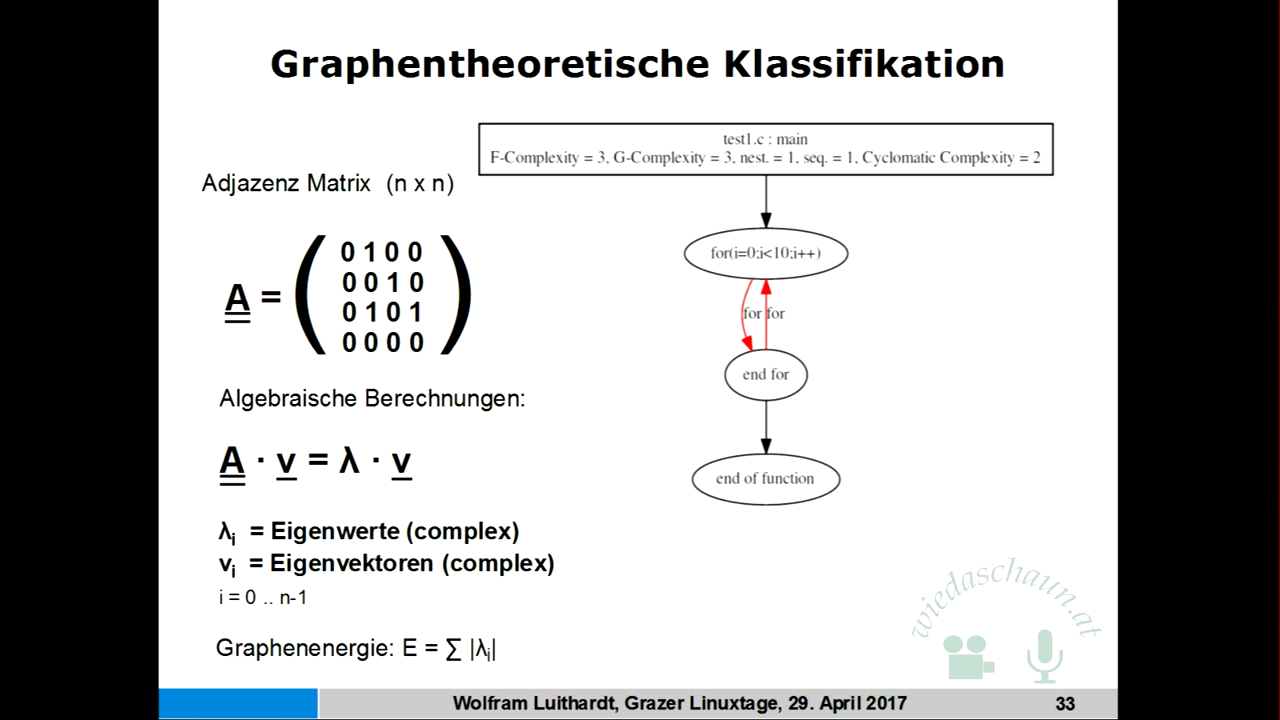 Graphentheoretische Klassifikation
test1.c : main
F-Complexity = 3, G-Complexity = 3, nest. = 1, seq. = 1, Cyclomatic Complexity = 2
Adjazenz Matrix (n x n)
A = ( 0 1 0 0
0 0 1 0
0 1 0 1
0 0 0 0 )
for(i=0;i<10;i++)
for for
end for
end of function
Algebraische Berechnungen:
A · v = λ · v
λi = Eigenwerte (complex)
vi = Eigenvektoren (complex)
i = 0 .. n-1
Graphenenergie: E = ∑ |λi|
wiedaschaun.at
Wolfram Luithardt, Grazer Linuxtage, 29. April 2017
33